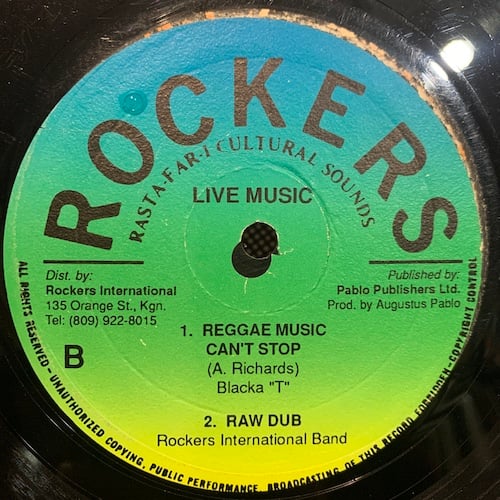 ROCKERS
RASTA-FAR-I CULTURAL SOUNDS
LIVE MUSIC
Dist. by:
Rockers International
135 Orange St., Kgn.
Tel: (809) 922-8015
Published by:
Pablo Publishers Ltd.
Prod. by Augustus Pablo
B
1. REGGAE MUSIC
CAN'T STOP
(A. Richards)
Blacka "T"
2. RAW DUB
Rockers International Band
ALL RIGHTS RESERVED - UNAUTHORIZED COPYING, PUBLIC PERFORMANCE, BROADCASTING OF THIS RECORD FORBIDDEN - COPYRIGHT CONTROL